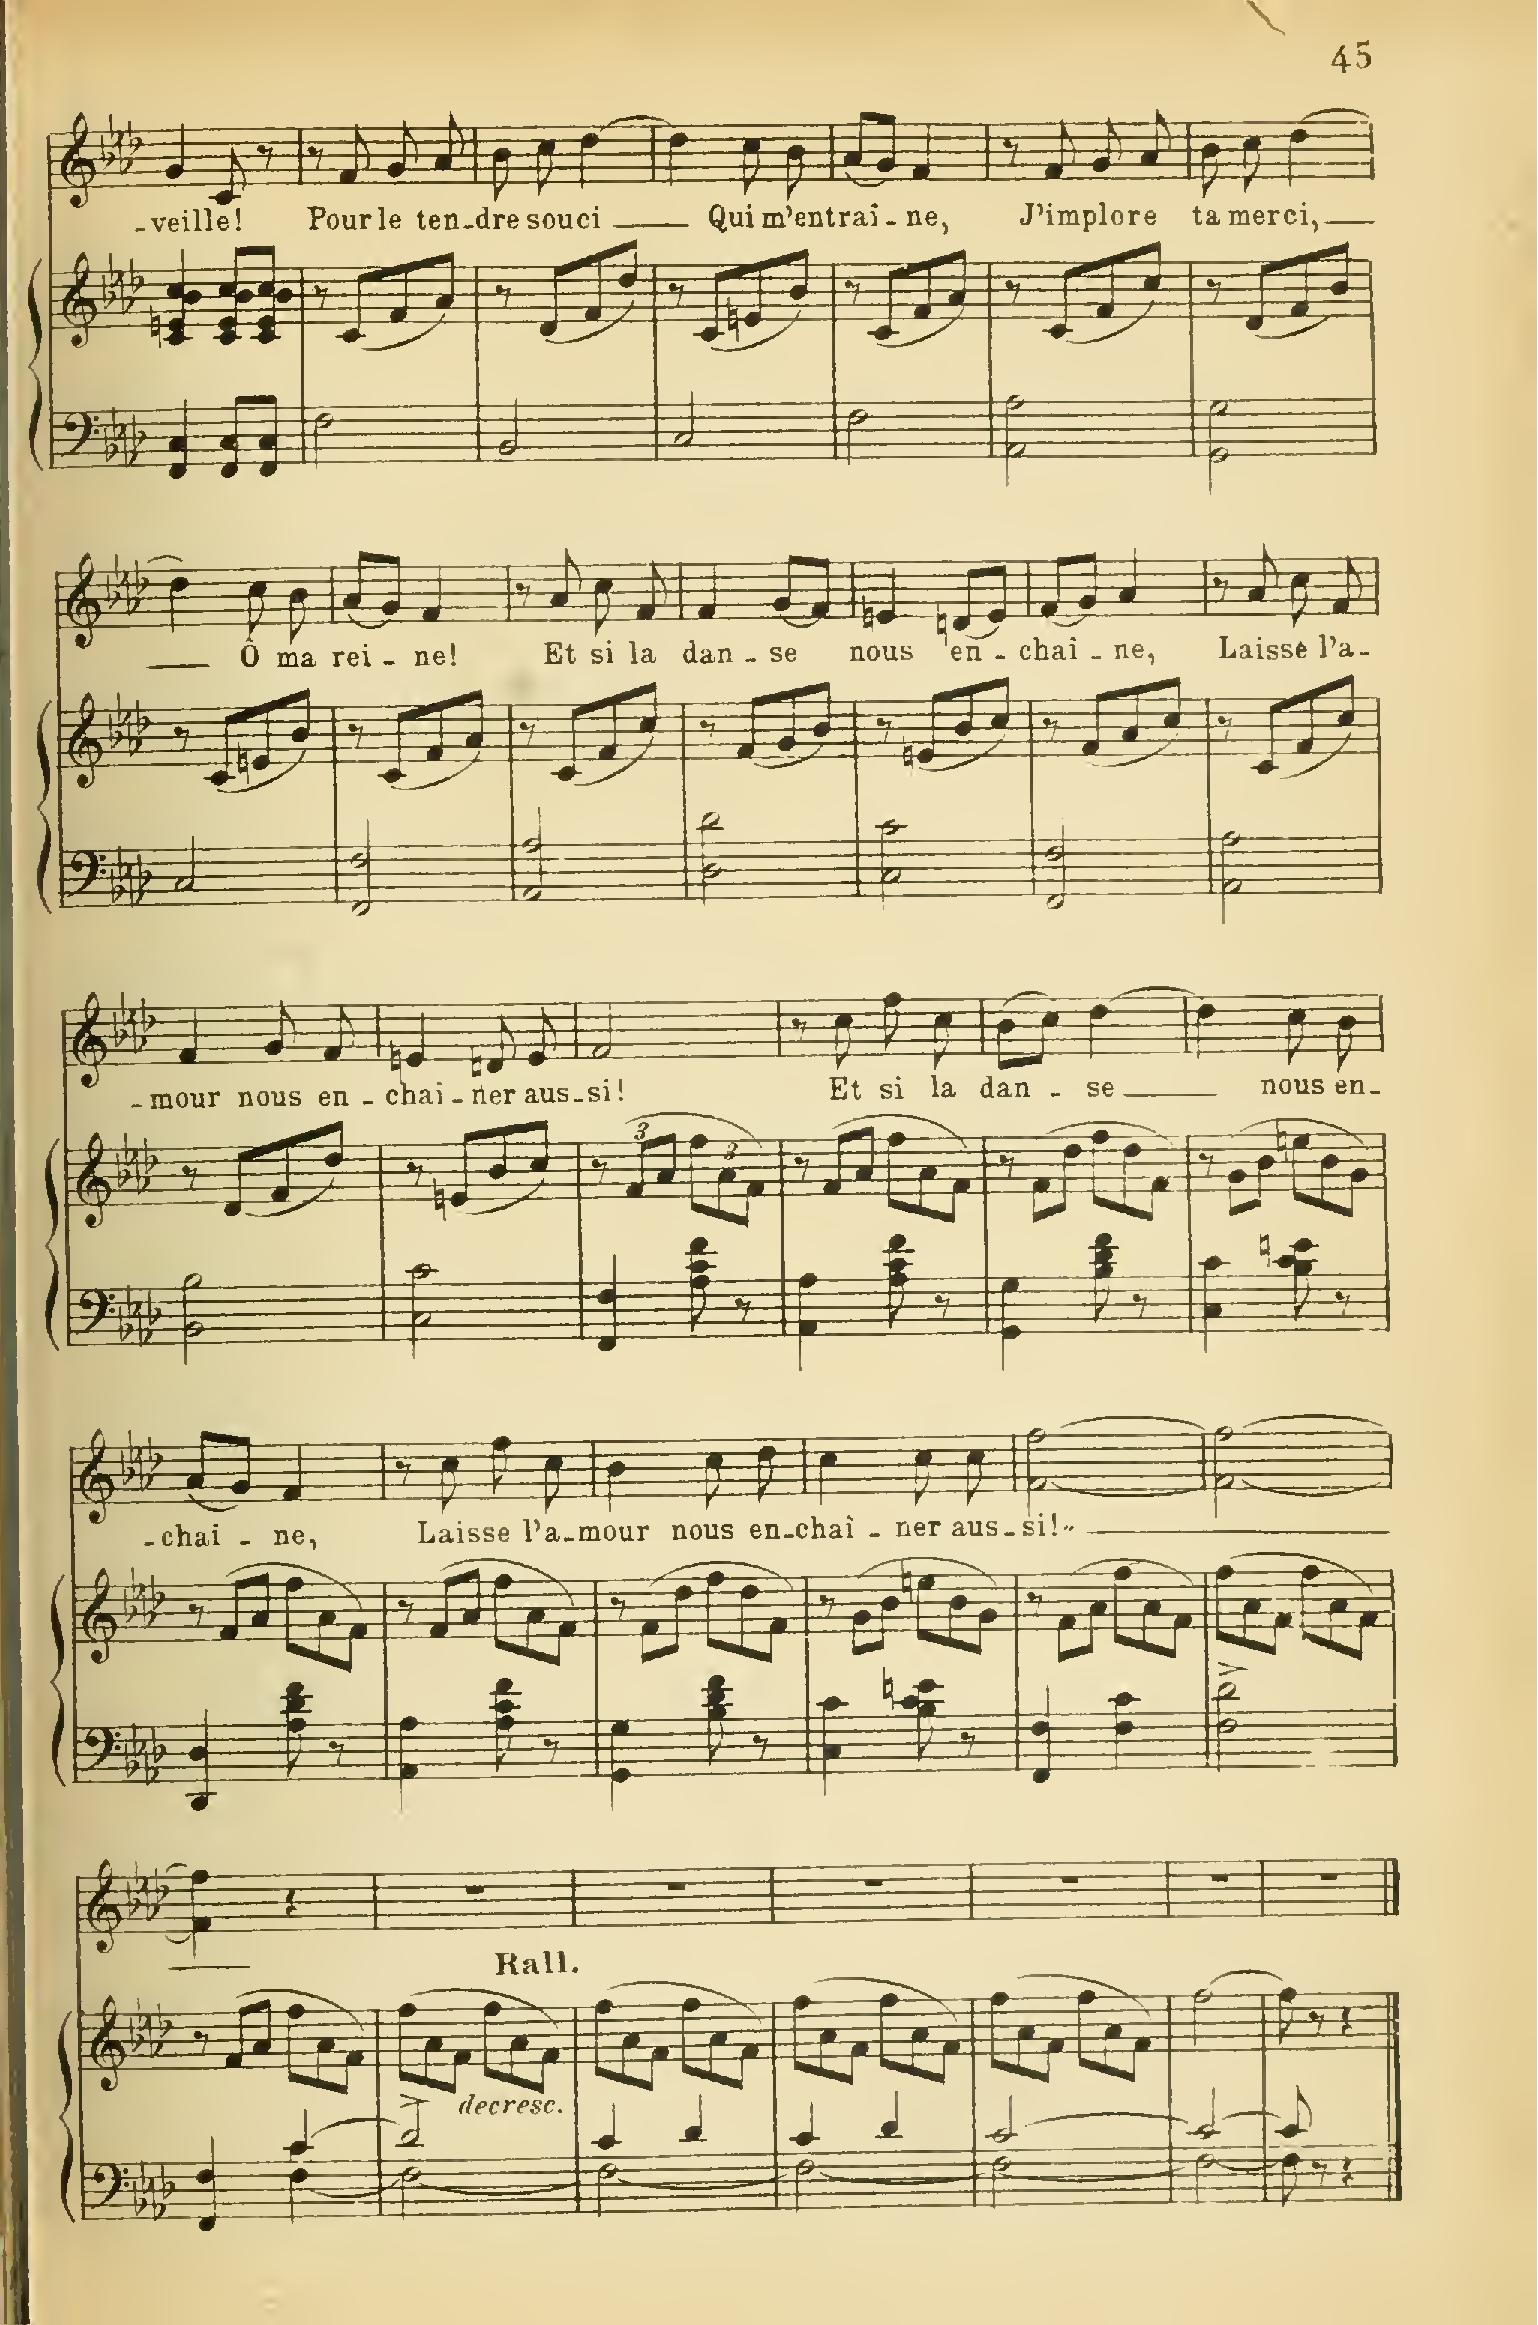 45
-veille! Pour le ten-dre souci Qui m'entraî-ne, J'implore ta merci,
Ô ma rei-ne! Et si la dan-se nous en-chaî-ne, Laisse l'a-
-mour nous en-chai-ner aus-si! Et si la dan-se nous en-
3 3
-chai-ne, Laisse l'a-mour nous en-chaî-ner aus-si!"
Rall.
decresc.